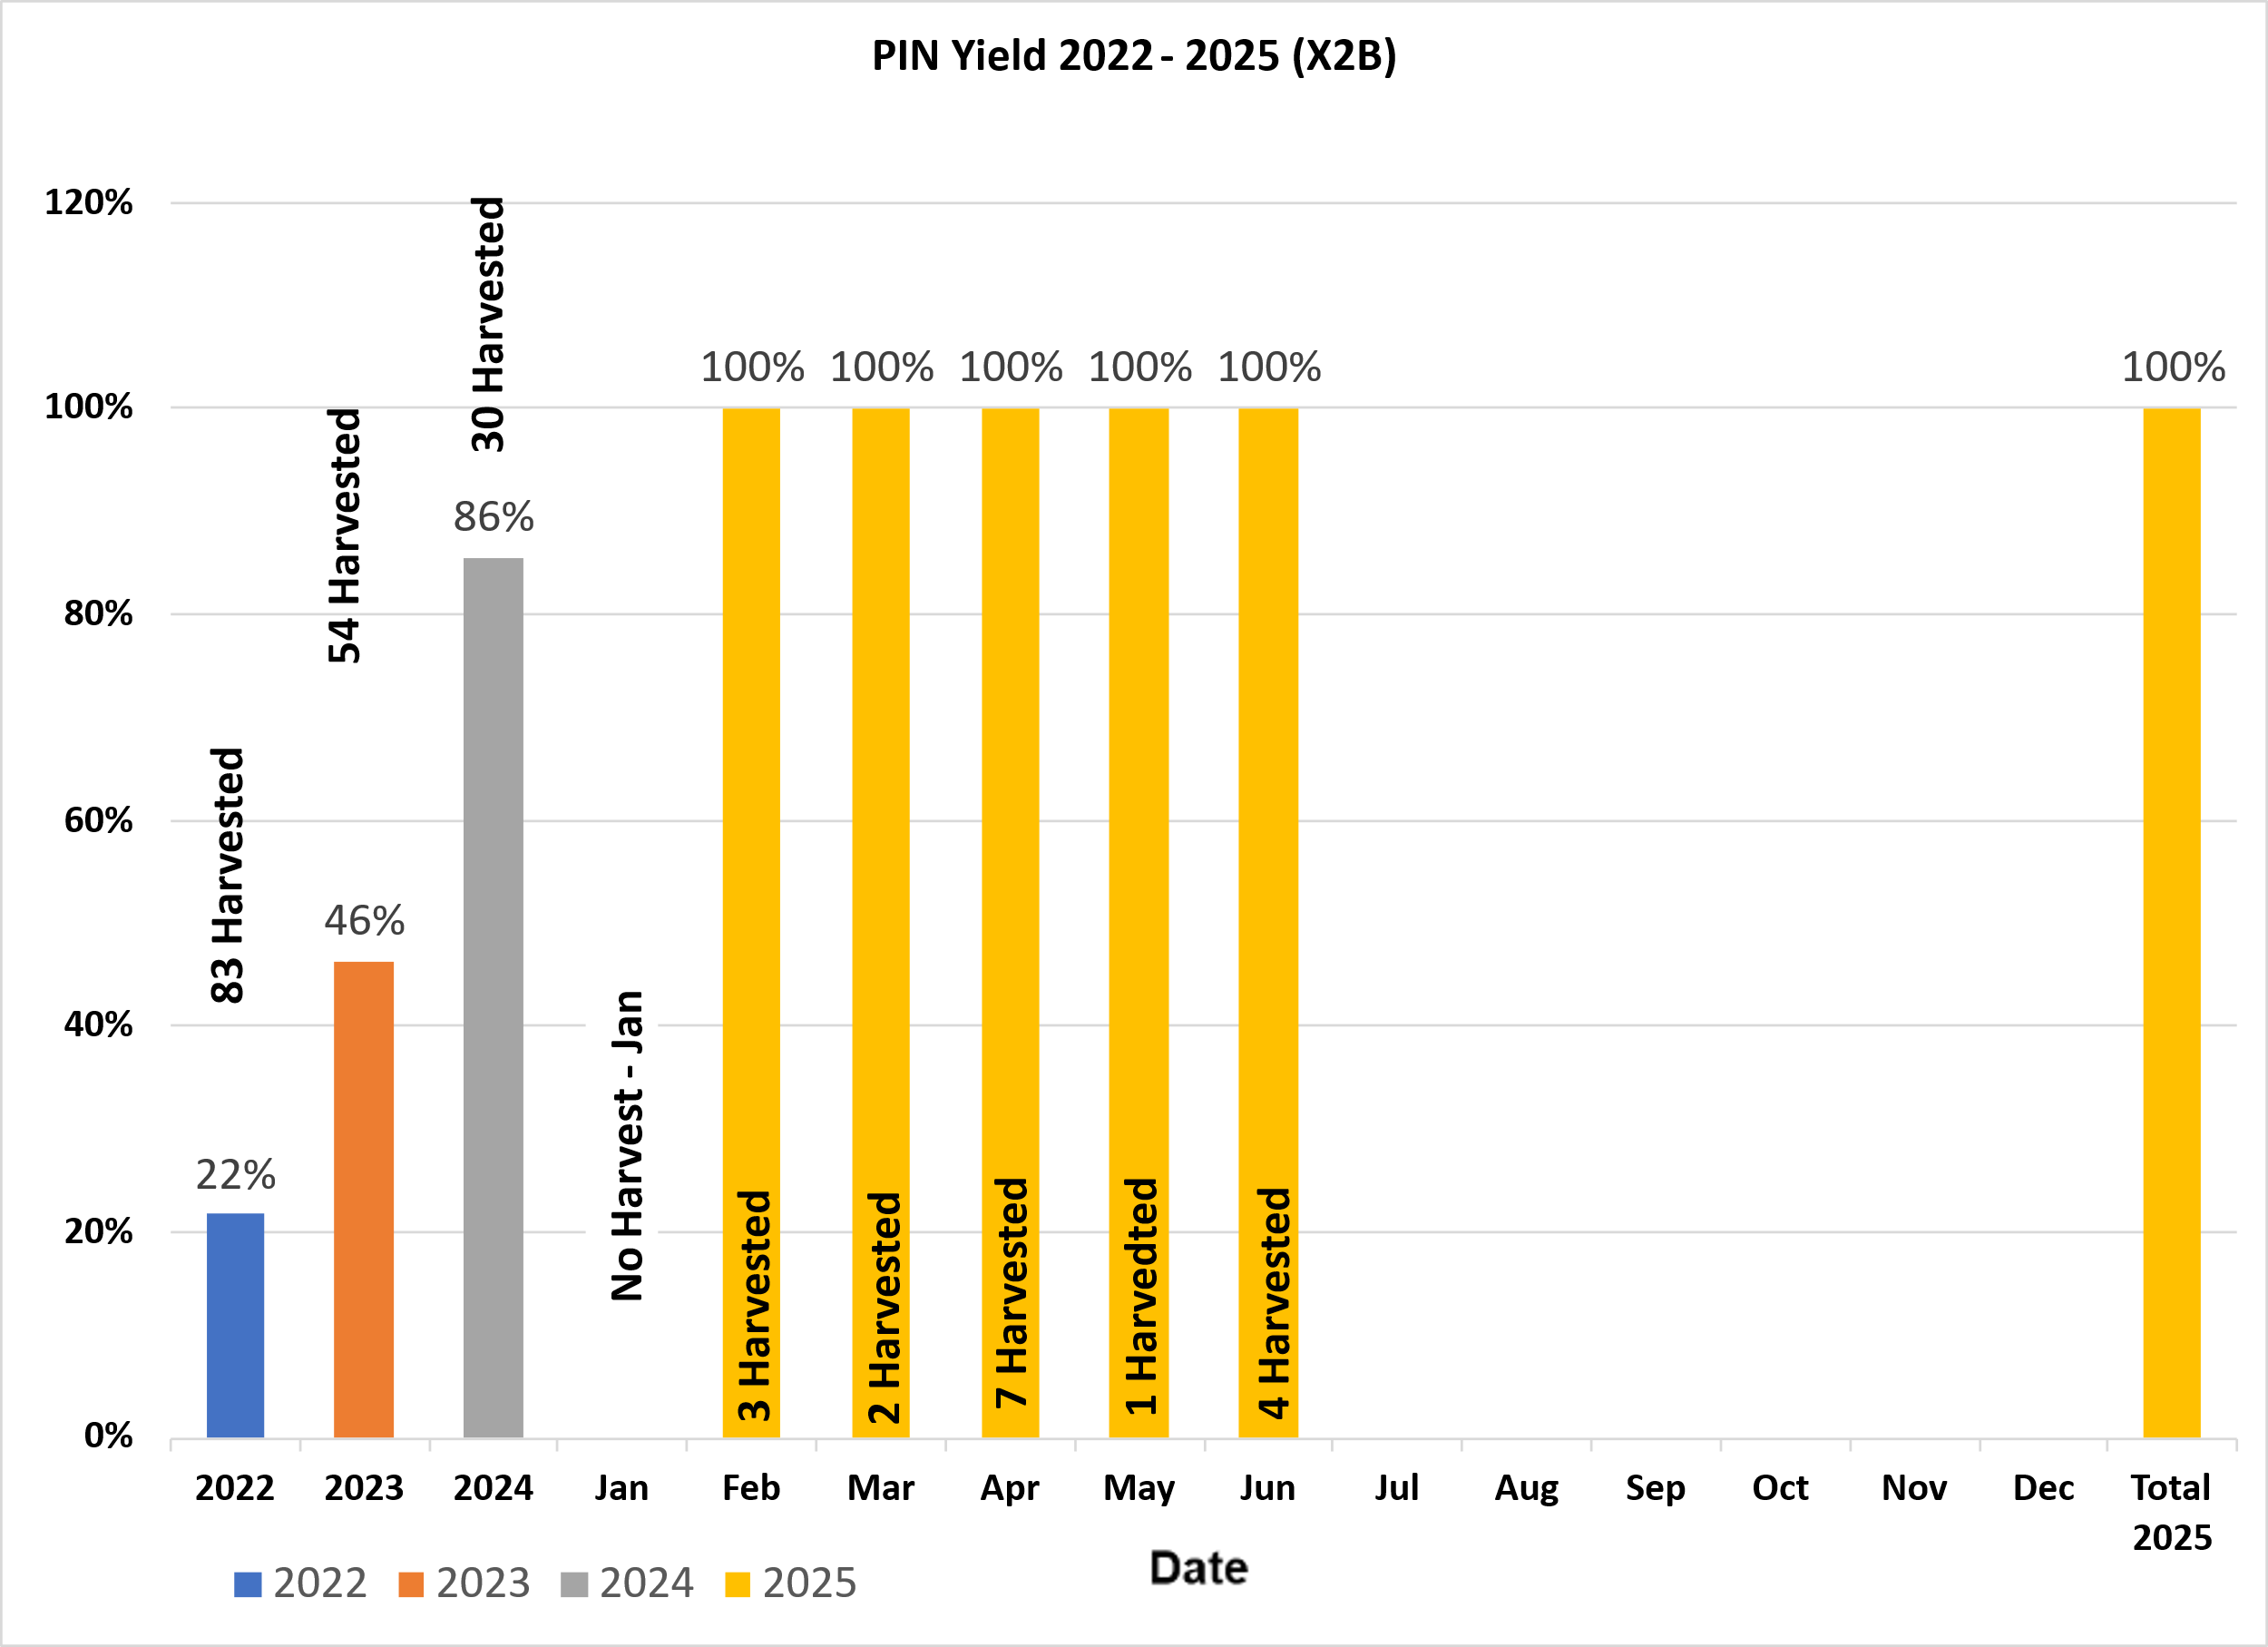 PIN Yield 2022 - 2025 (X2B)
120%
100%
80%
60%
40%
20%
0%
83 Harvested
22%
54 Harvested
46%
30 Harvested
86%
No Harvest - Jan
100%
3 Harvested
100%
2 Harvested
100%
7 Harvested
100%
1 Harvedted
100%
4 Harvested
100%
2022 2023 2024 Jan Feb Mar Apr May Jun Jul Aug Sep Oct Nov Dec Total
2025
Date
2022 2023 2024 2025